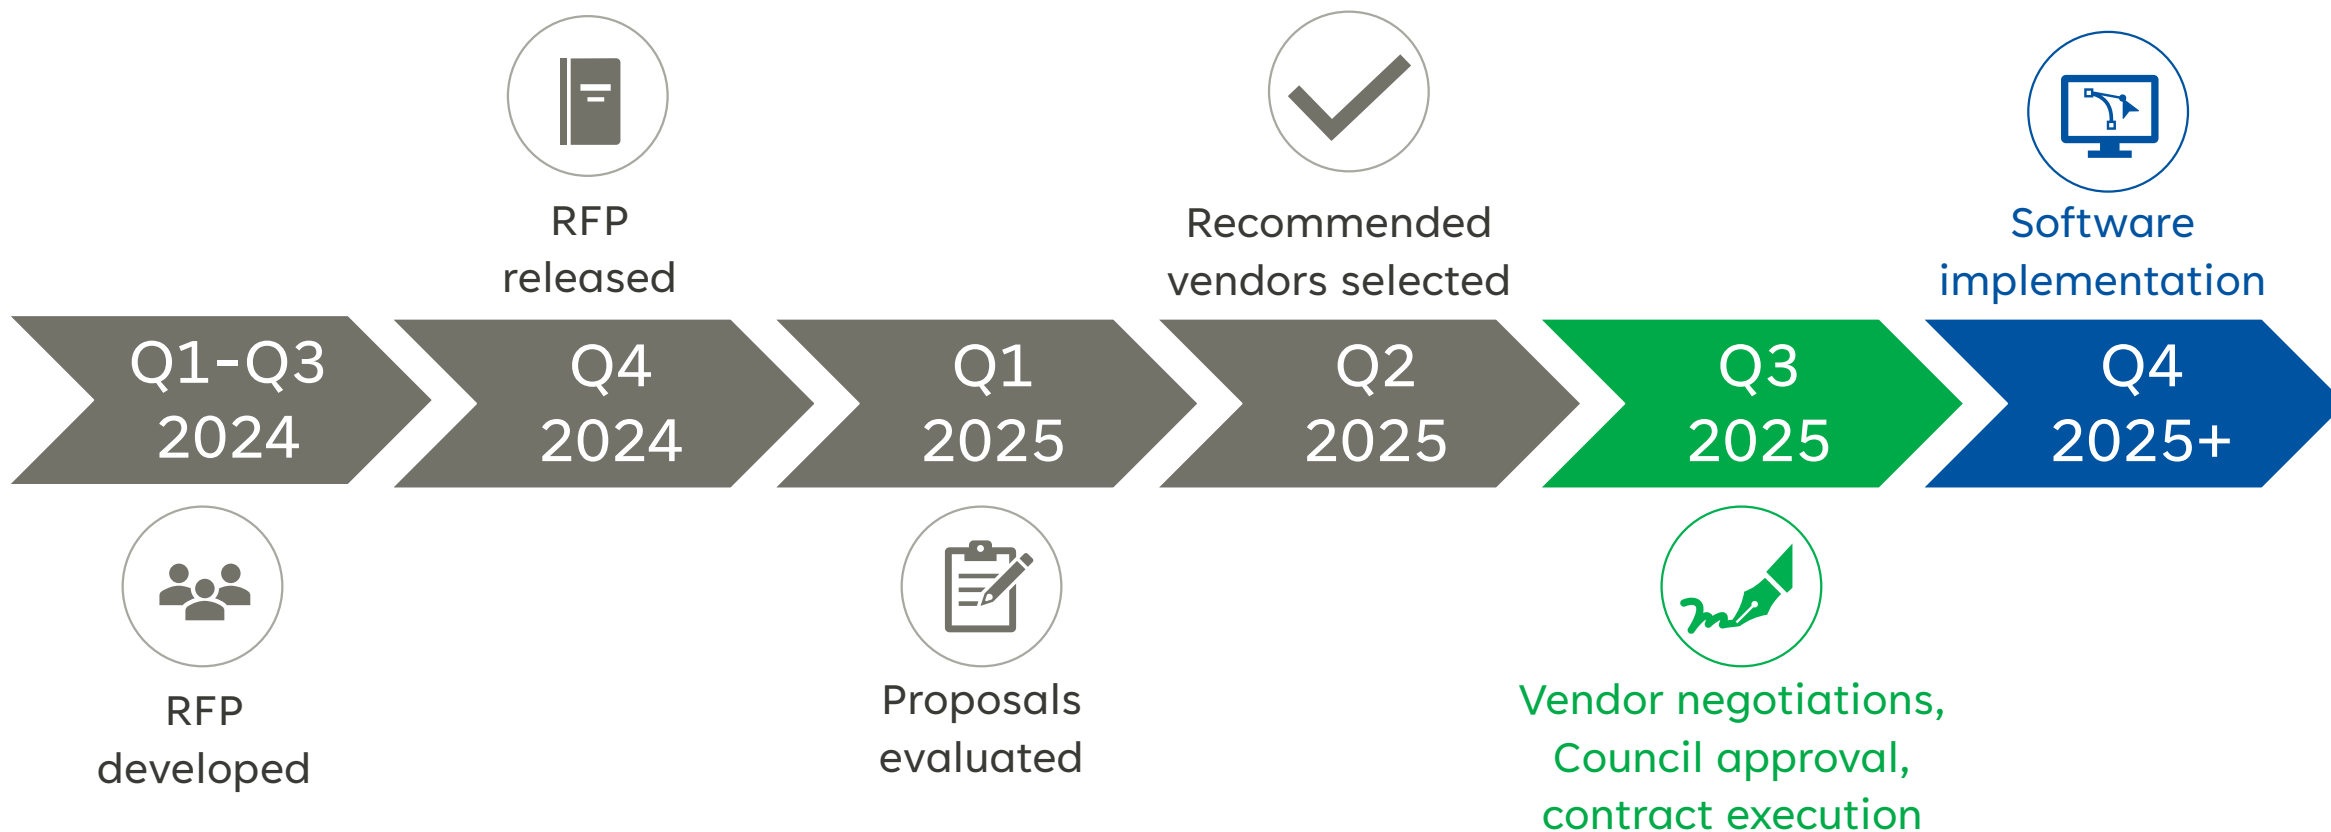 RFP
released
Recommended
vendors selected
Software
implementation
Q1-Q3
2024
Q4
2024
Q1
2025
Q2
2025
Q3
2025
Q4
2025+
RFP
developed
Proposals
evaluated
Vendor negotiations,
Council approval,
contract execution